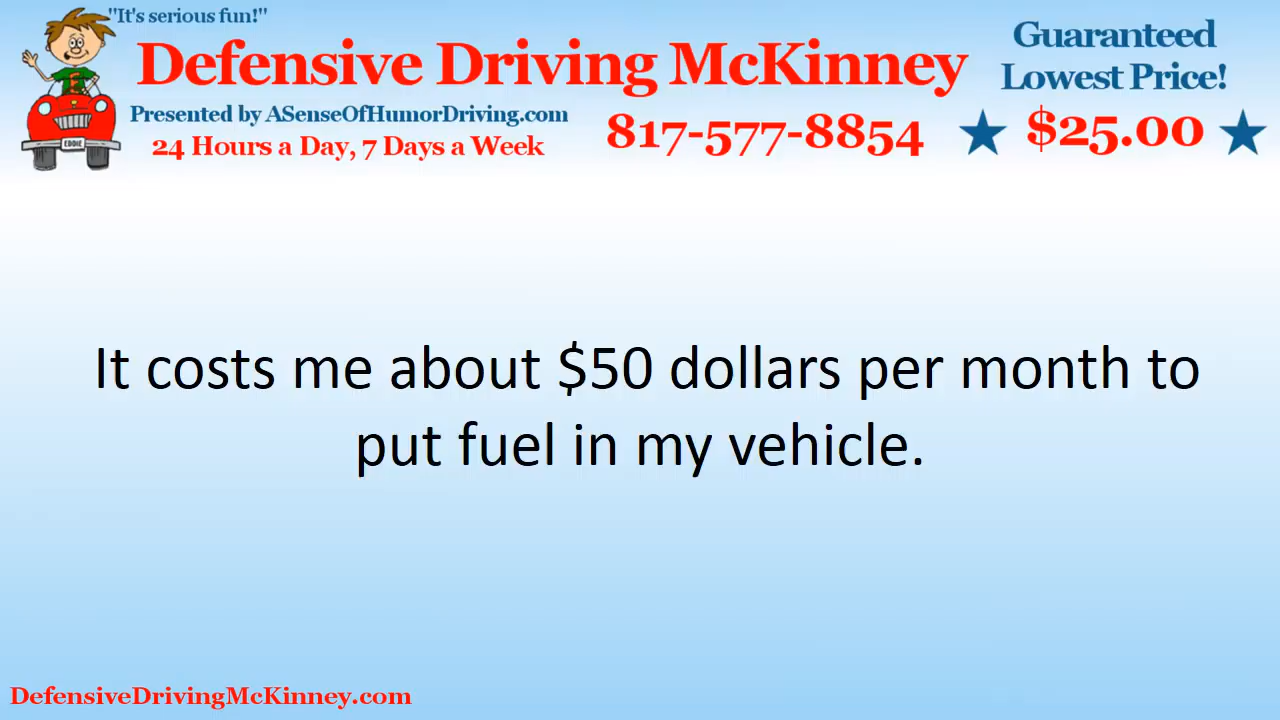 "It's serious fun!"
Defensive Driving McKinney
Presented by ASenseOfHumorDriving.com
24 Hours a Day, 7 Days a Week
817-577-8854
Guaranteed
Lowest Price!
$25.00
EDDIE
It costs me about $50 dollars per month to
put fuel in my vehicle.
DefensiveDrivingMcKinney.com